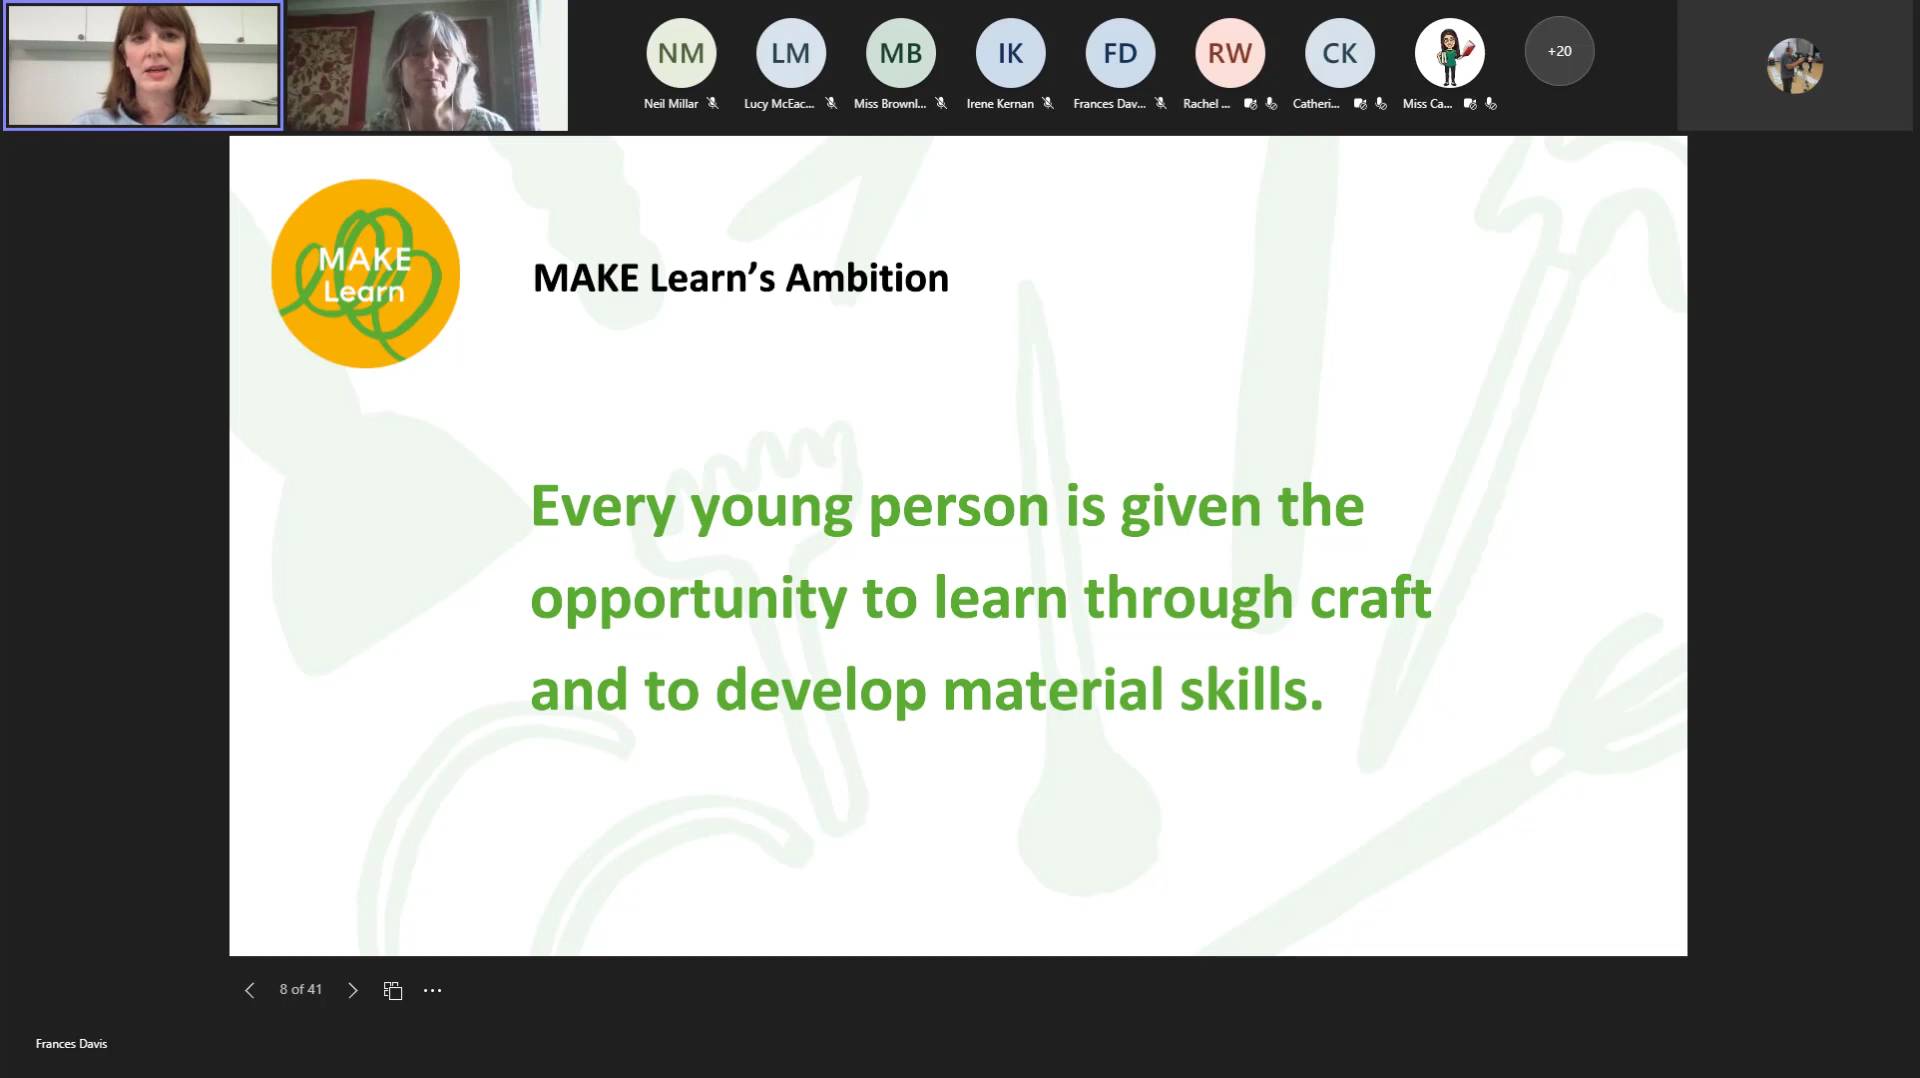 NM
LM
MB
IK
FD
RW
CK
+20
Neil Millar
Lucy McEac...
Miss Brownl...
Irene Kernan
Frances Dav...
Rachel ...
Catheri...
Miss Ca...
MAKE
Learn
MAKE Learn’s Ambition
Every young person is given the
opportunity to learn through craft
and to develop material skills.
8 of 41
Frances Davis